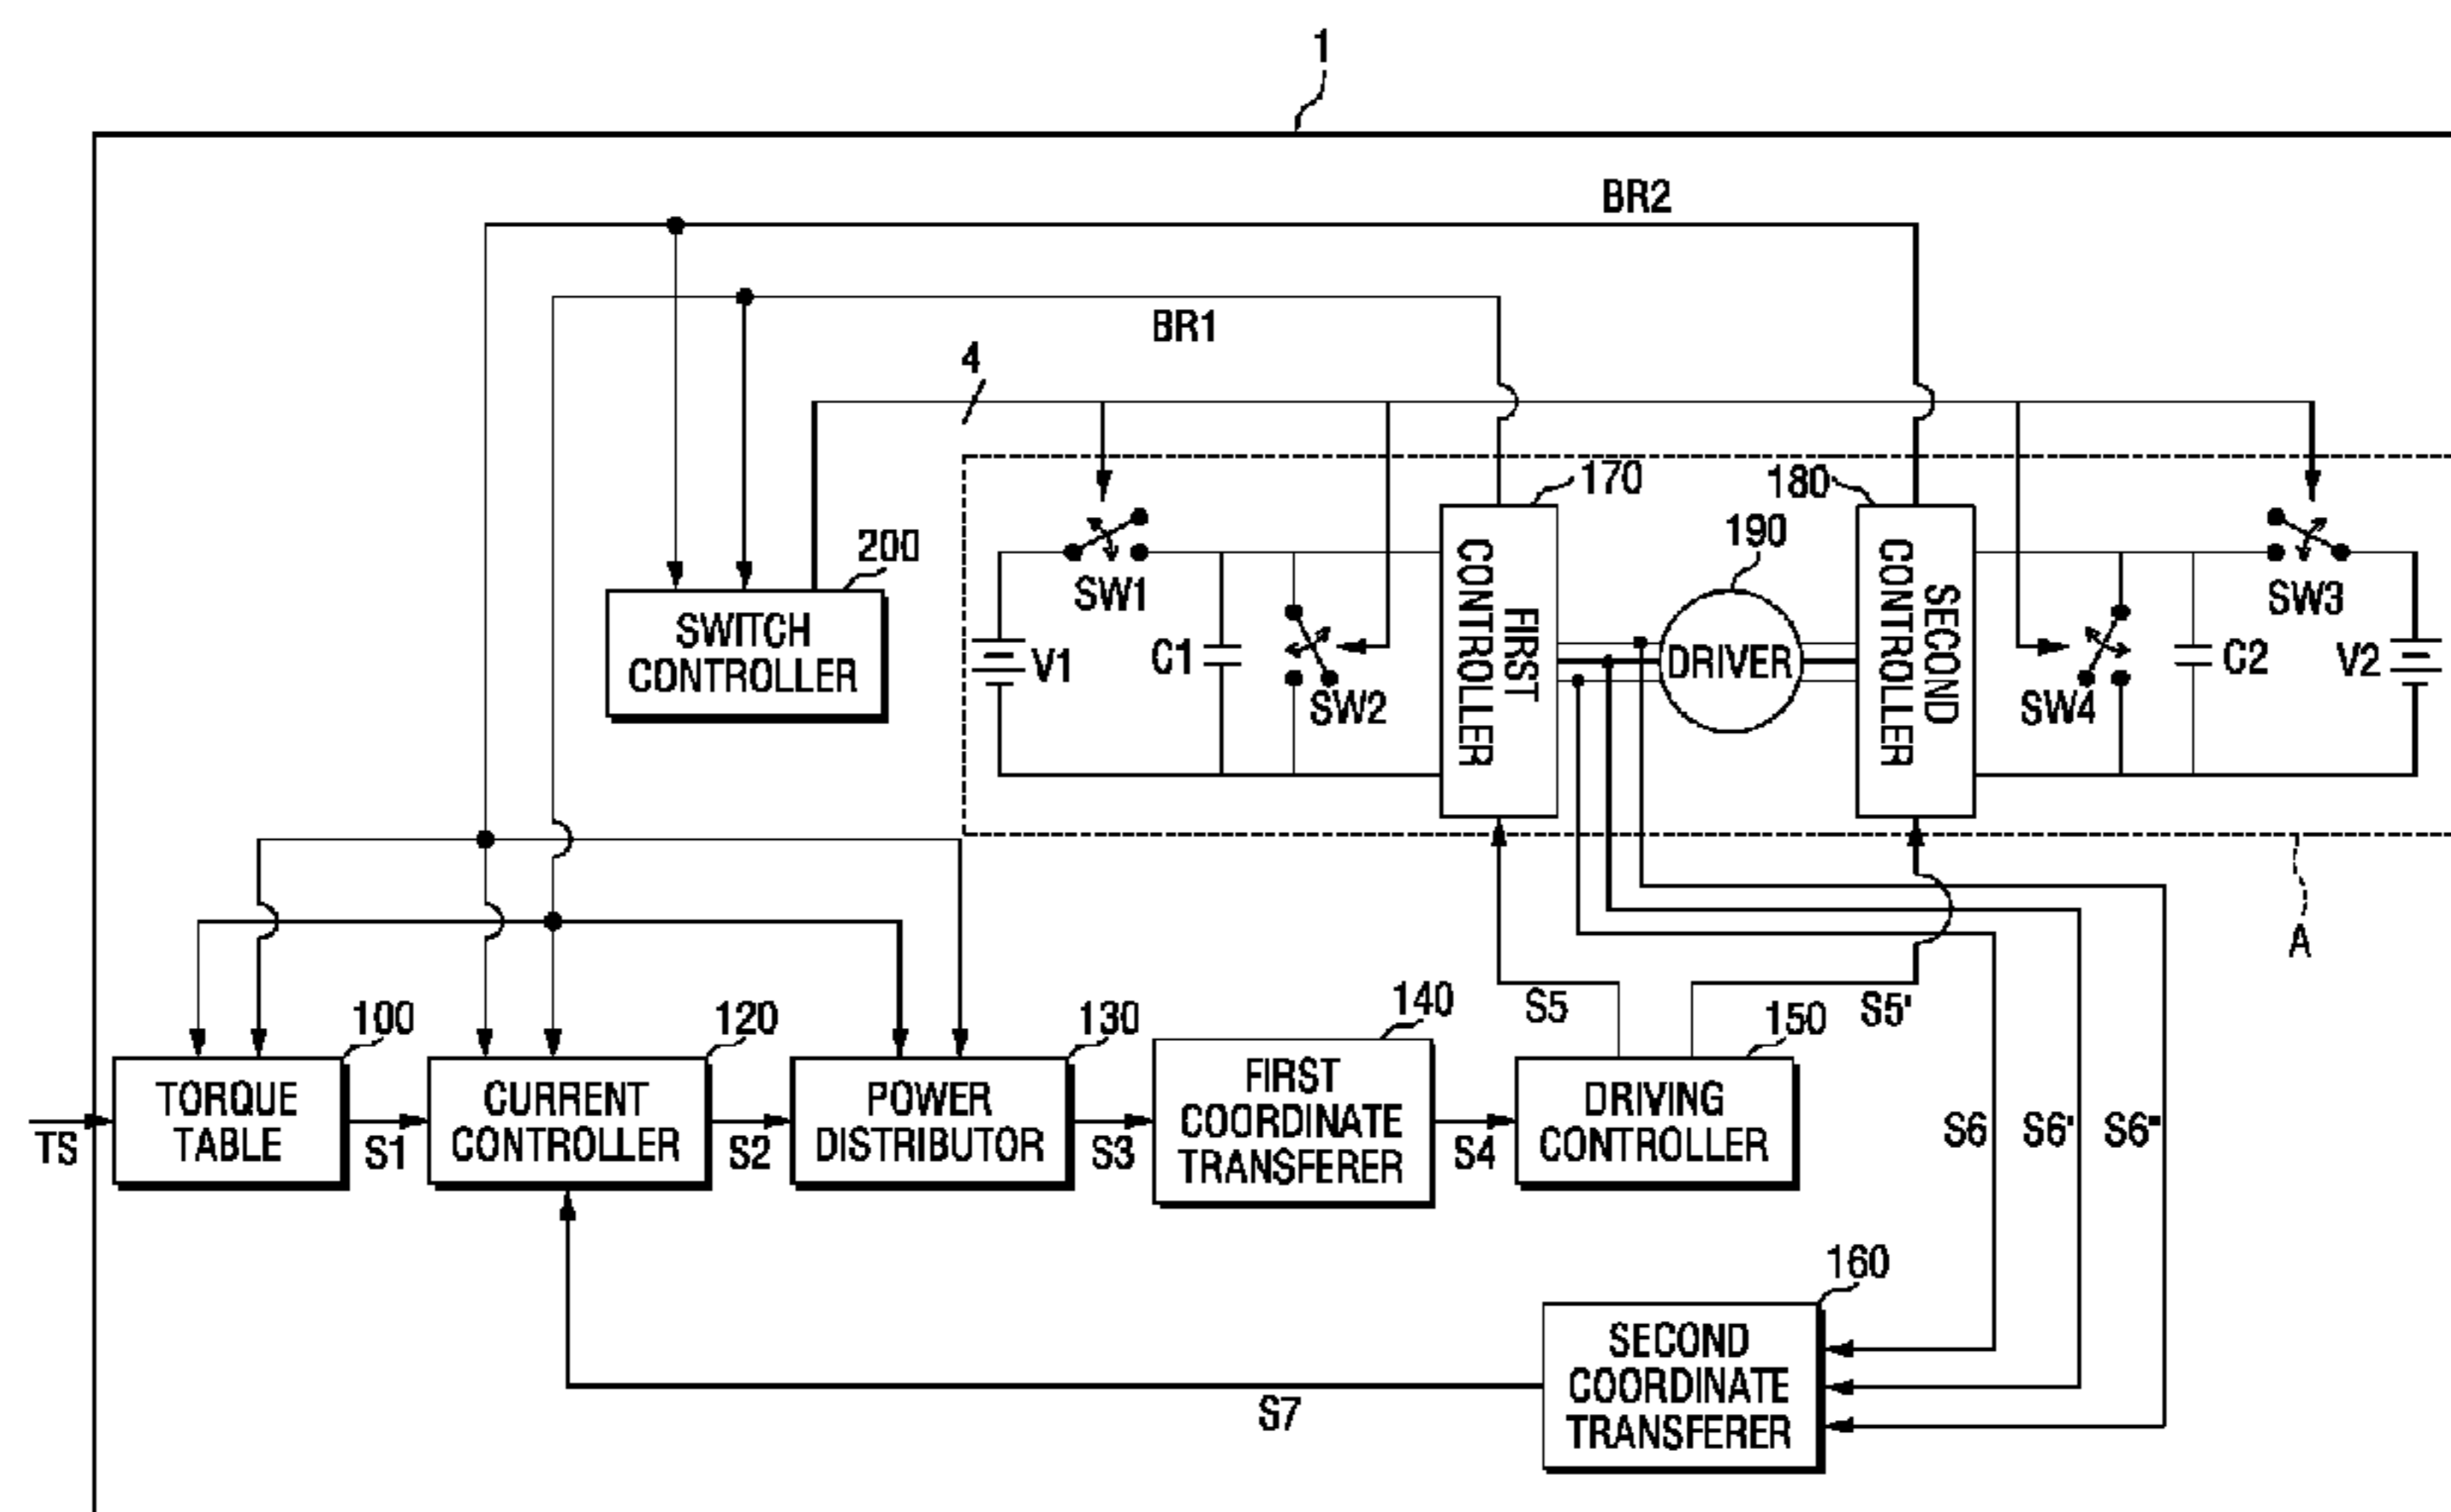 1
BR2
BR1
4
170
180
190
200
SW1
SW3
SWITCH
CONTROLLER
V1
C1
SW2
FIRST
CONTROLLER
DRIVER
SECOND
CONTROLLER
SW4
C2
V2
A
S5
S5'
100
120
130
140
150
TS
TORQUE
TABLE
S1
CURRENT
CONTROLLER
S2
POWER
DISTRIBUTOR
S3
FIRST
COORDINATE
TRANSFERER
S4
DRIVING
CONTROLLER
S6
S6'
S6"
160
SECOND
COORDINATE
TRANSFERER
S7